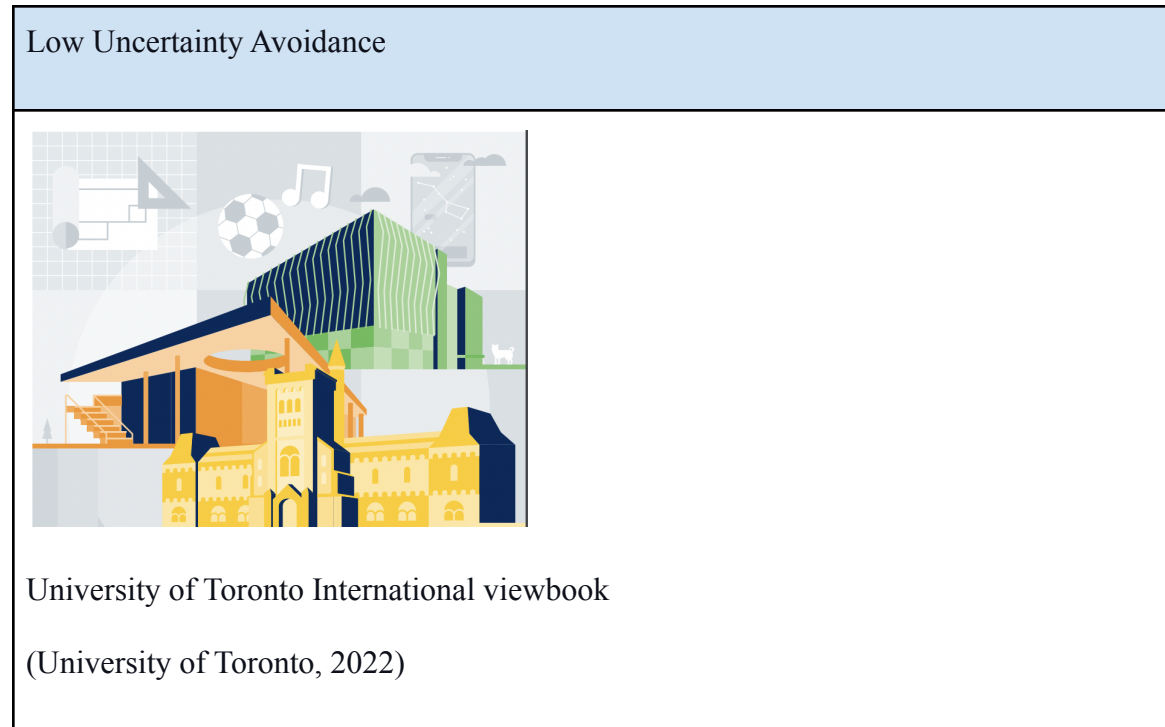 Low Uncertainty Avoidance
University of Toronto International viewbook
(University of Toronto, 2022)